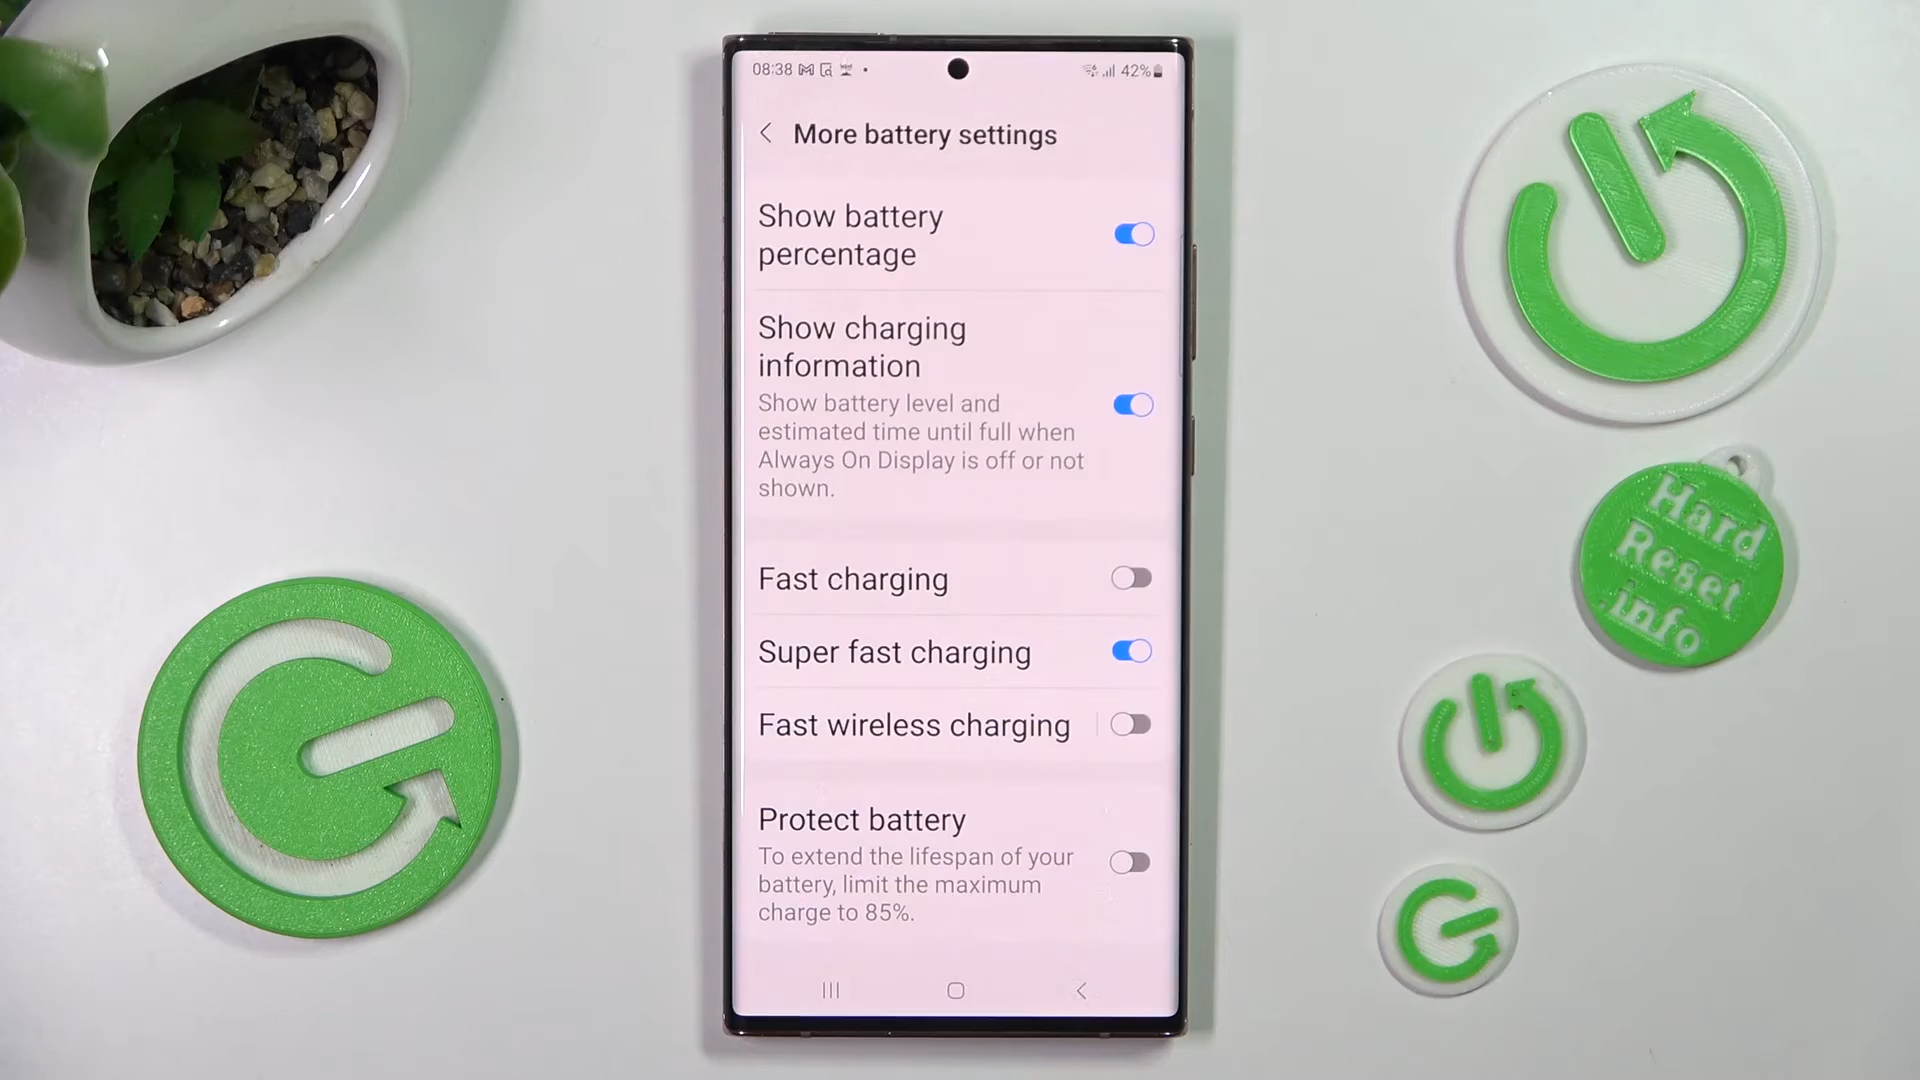 08:38
42%
More battery settings
Show battery
percentage
Show charging
information
Show battery level and
estimated time until full when
Always On Display is off or not
shown.
Fast charging
Super fast charging
Fast wireless charging
Protect battery
To extend the lifespan of your
battery, limit the maximum
charge to 85%.
Hard
Reset
.info